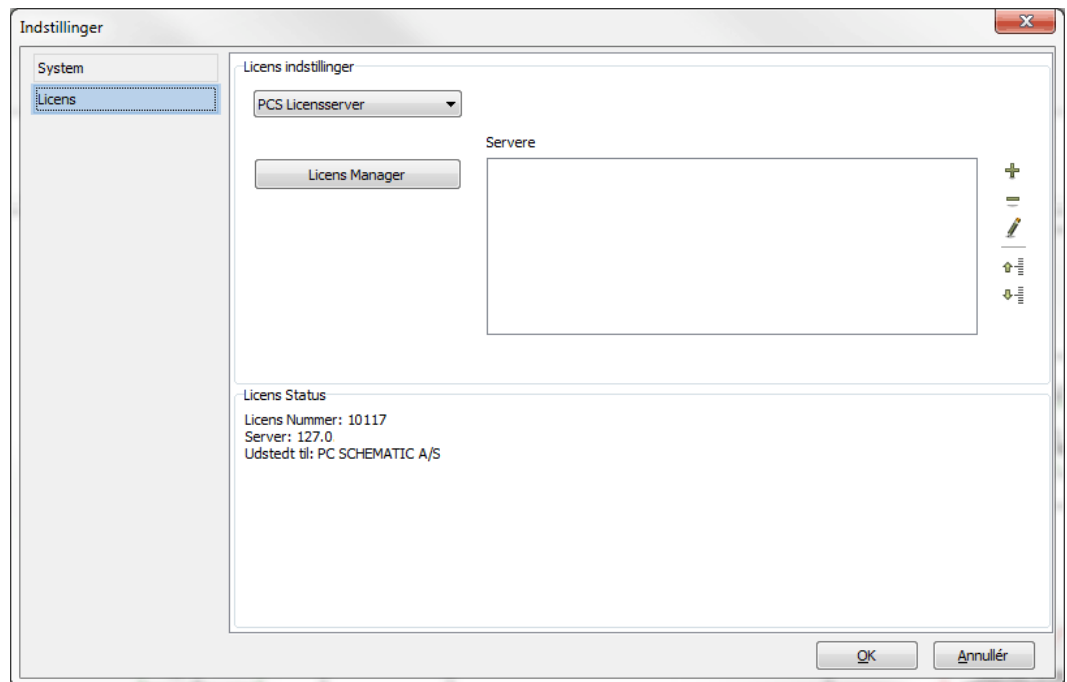 Indstillinger
System
Licens
Licens indstillinger
PCS Licensserver
Servere
Licens Manager
Licens Status
Licens Nummer: 10117
Server: 127.0
Udstedt til: PC SCHEMATIC A/S
OK
Annullér